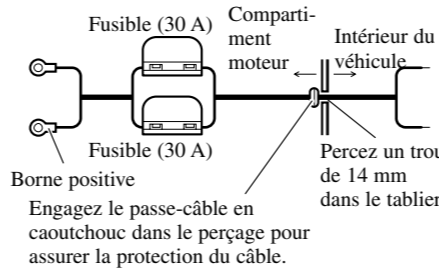 Fusible (30 A)
Comparti-
ment
moteur
Intérieur du
véhicule
Fusible (30 A)
Borne positive
Percez un trou
de 14 mm
dans le tablier
Engagez le passe-câble en
caoutchouc dans le perçage pour
assurer la protection du câble.